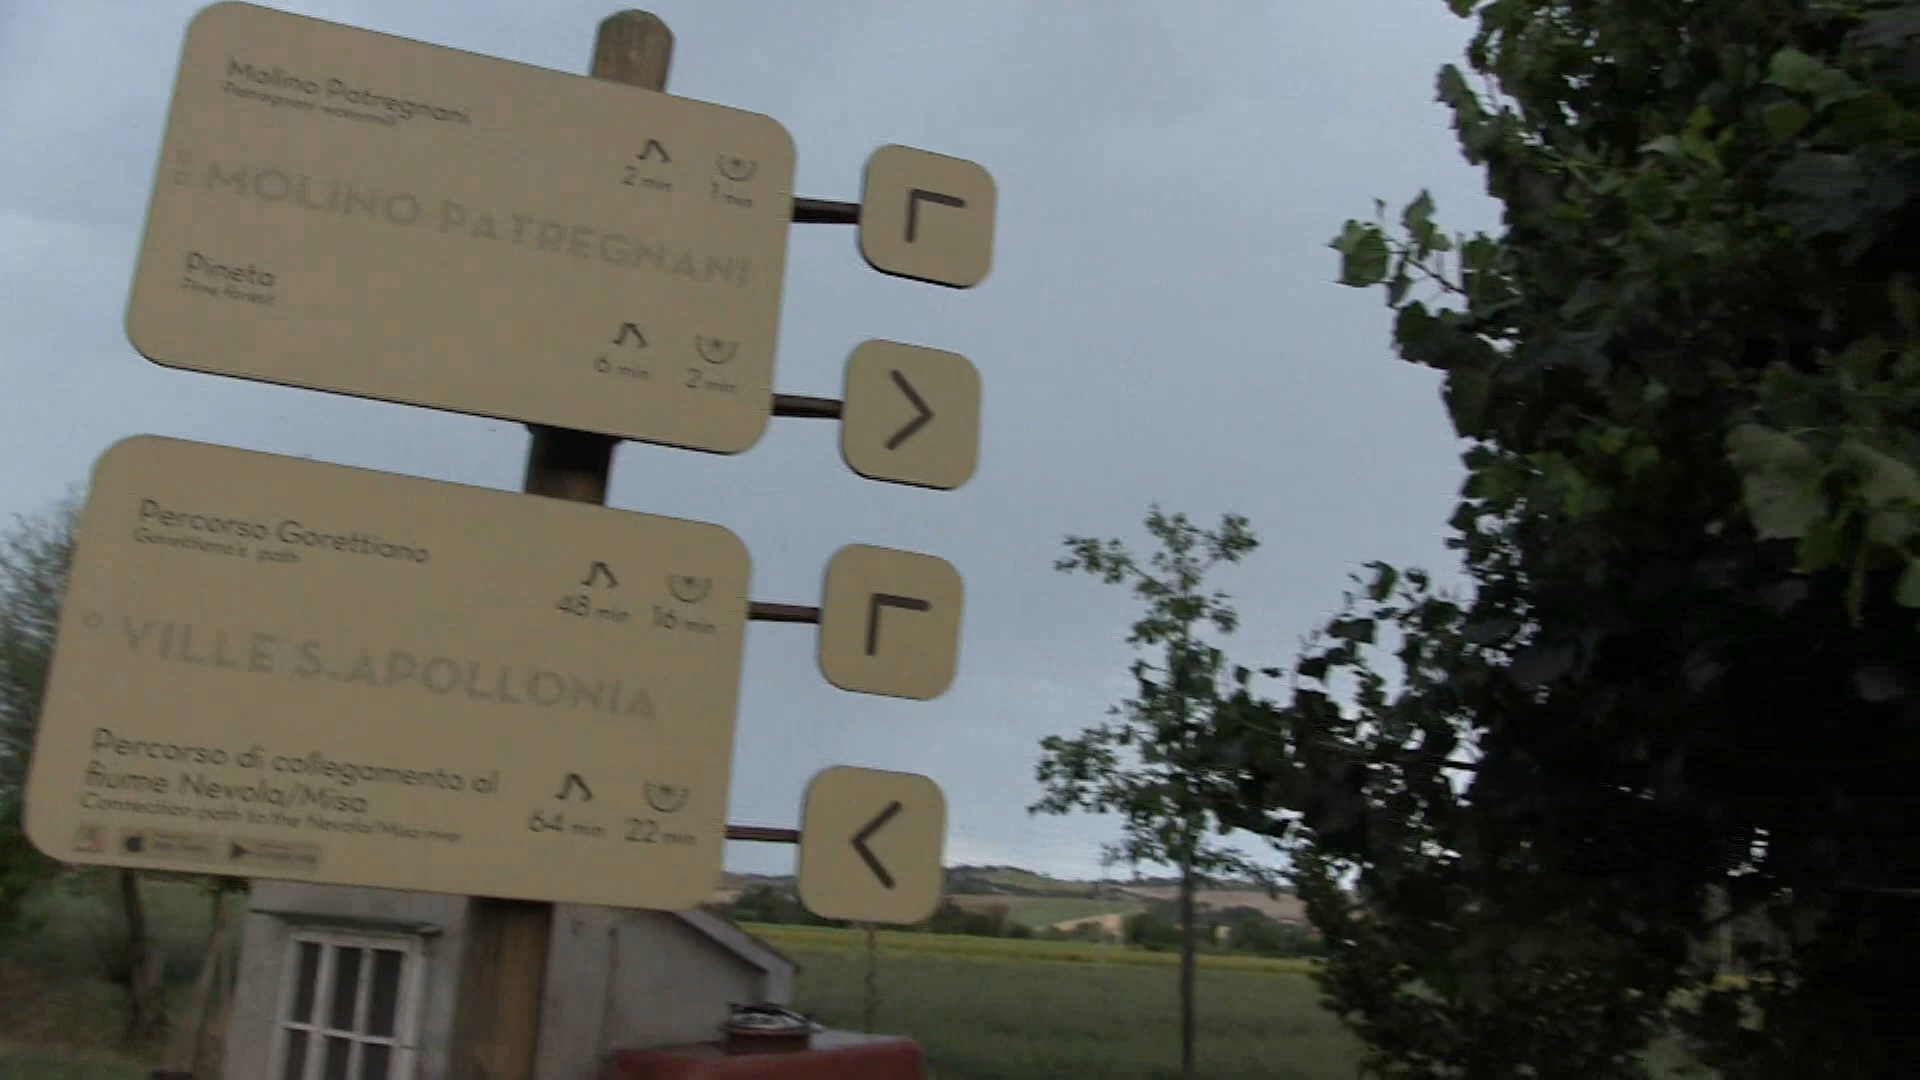 Molino Patregnani
Patregnani watermill
2 min 1 min
MOLINO PATREGNANI
Pineta
Pine forest
6 min 2 min
Percorso Gorettiano
Gorettiano's path
48 min 16 min
VILLE S.APOLLONIA
Percorso di collegamento al
fiume Nevola/Misa
Connection path to the Nevola/Misa river
64 min 22 min